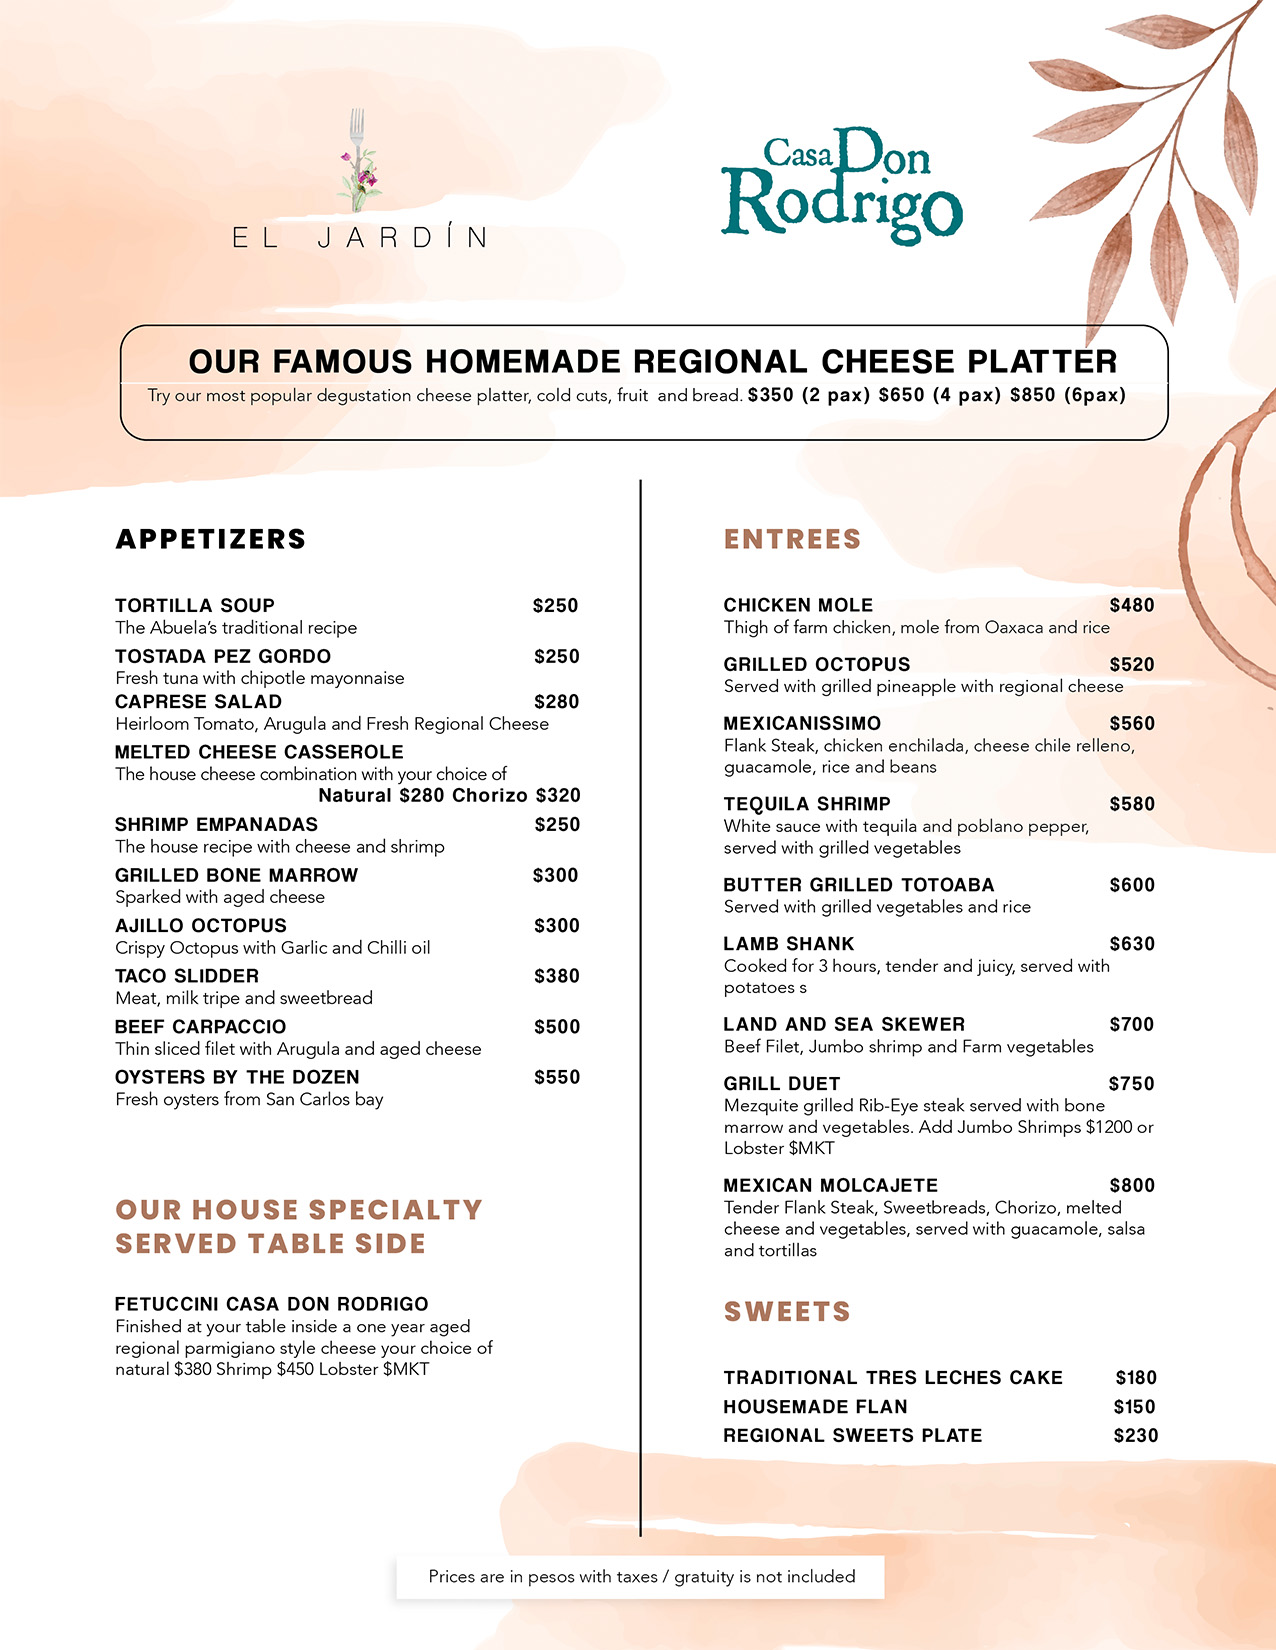 EL JARDÍN
Casa Don
Rodrigo
OUR FAMOUS HOMEMADE REGIONAL CHEESE PLATTER
Try our most popular degustation cheese platter, cold cuts, fruit and bread. $350 (2 pax) $650 (4 pax) $850 (6pax)
APPETIZERS
TORTILLA SOUP $250
The Abuela's traditional recipe
TOSTADA PEZ GORDO $250
Fresh tuna with chipotle mayonnaise
CAPRESE SALAD $280
Heirloom Tomato, Arugula and Fresh Regional Cheese
MELTED CHEESE CASSEROLE
The house cheese combination with your choice of
Natural $280 Chorizo $320
SHRIMP EMPANADAS $250
The house recipe with cheese and shrimp
GRILLED BONE MARROW $300
Sparked with aged cheese
AJILLO OCTOPUS $300
Crispy Octopus with Garlic and Chilli oil
TACO SLIDDER $380
Meat, milk tripe and sweetbread
BEEF CARPACCIO $500
Thin sliced filet with Arugula and aged cheese
OYSTERS BY THE DOZEN $550
Fresh oysters from San Carlos bay
OUR HOUSE SPECIALTY
SERVED TABLE SIDE
FETUCCINI CASA DON RODRIGO
Finished at your table inside a one year aged
regional parmigiano style cheese your choice of
natural $380 Shrimp $450 Lobster $MKT
ENTREES
CHICKEN MOLE $480
Thigh of farm chicken, mole from Oaxaca and rice
GRILLED OCTOPUS $520
Served with grilled pineapple with regional cheese
MEXICANISSIMO $560
Flank Steak, chicken enchilada, cheese chile relleno,
guacamole, rice and beans
TEQUILA SHRIMP $580
White sauce with tequila and poblano pepper,
served with grilled vegetables
BUTTER GRILLED TOTOABA $600
Served with grilled vegetables and rice
LAMB SHANK $630
Cooked for 3 hours, tender and juicy, served with
potatoes s
LAND AND SEA SKEWER $700
Beef Filet, Jumbo shrimp and Farm vegetables
GRILL DUET $750
Mezquite grilled Rib-Eye steak served with bone
marrow and vegetables. Add Jumbo Shrimps $1200 or
Lobster $MKT
MEXICAN MOLCAJETE $800
Tender Flank Steak, Sweetbreads, Chorizo, melted
cheese and vegetables, served with guacamole, salsa
and tortillas
SWEETS
TRADITIONAL TRES LECHES CAKE $180
HOUSEMADE FLAN $150
REGIONAL SWEETS PLATE $230
Prices are in pesos with taxes / gratuity is not included